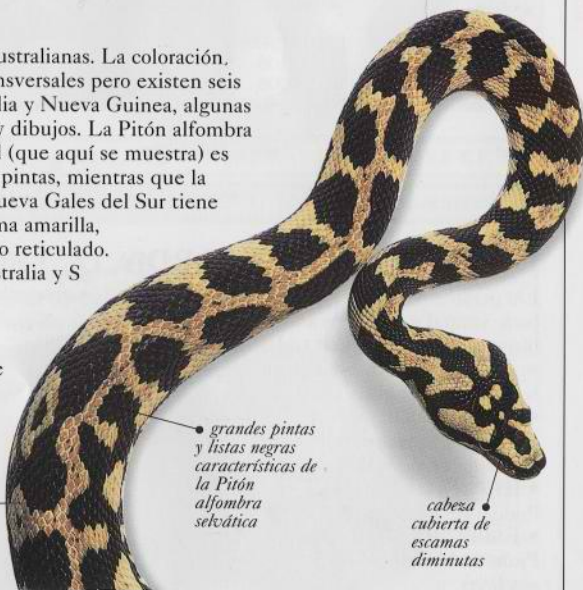 ustralianas. La coloración,
nsversales pero existen seis
lia y Nueva Guinea, algunas
y dibujos. La Pitón alfombra
(que aquí se muestra) es
pintas, mientras que la
ueva Gales del Sur tiene
na amarilla,
o reticulado.
stralia y S
e
grandes pintas
y listas negras
características de
la Pitón
alfombra
selvática
cabeza
cubierta de
escamas
diminutas